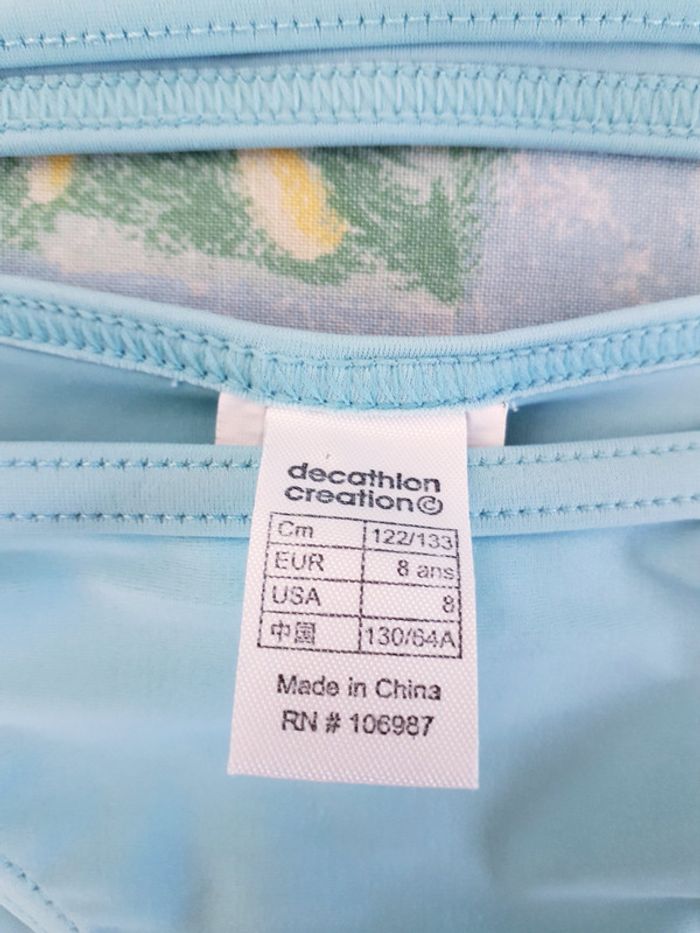 decathlon
creation©
Cm 122/133
EUR 8 ans
USA 8
中国 130/64A
Made in China
RN # 106987